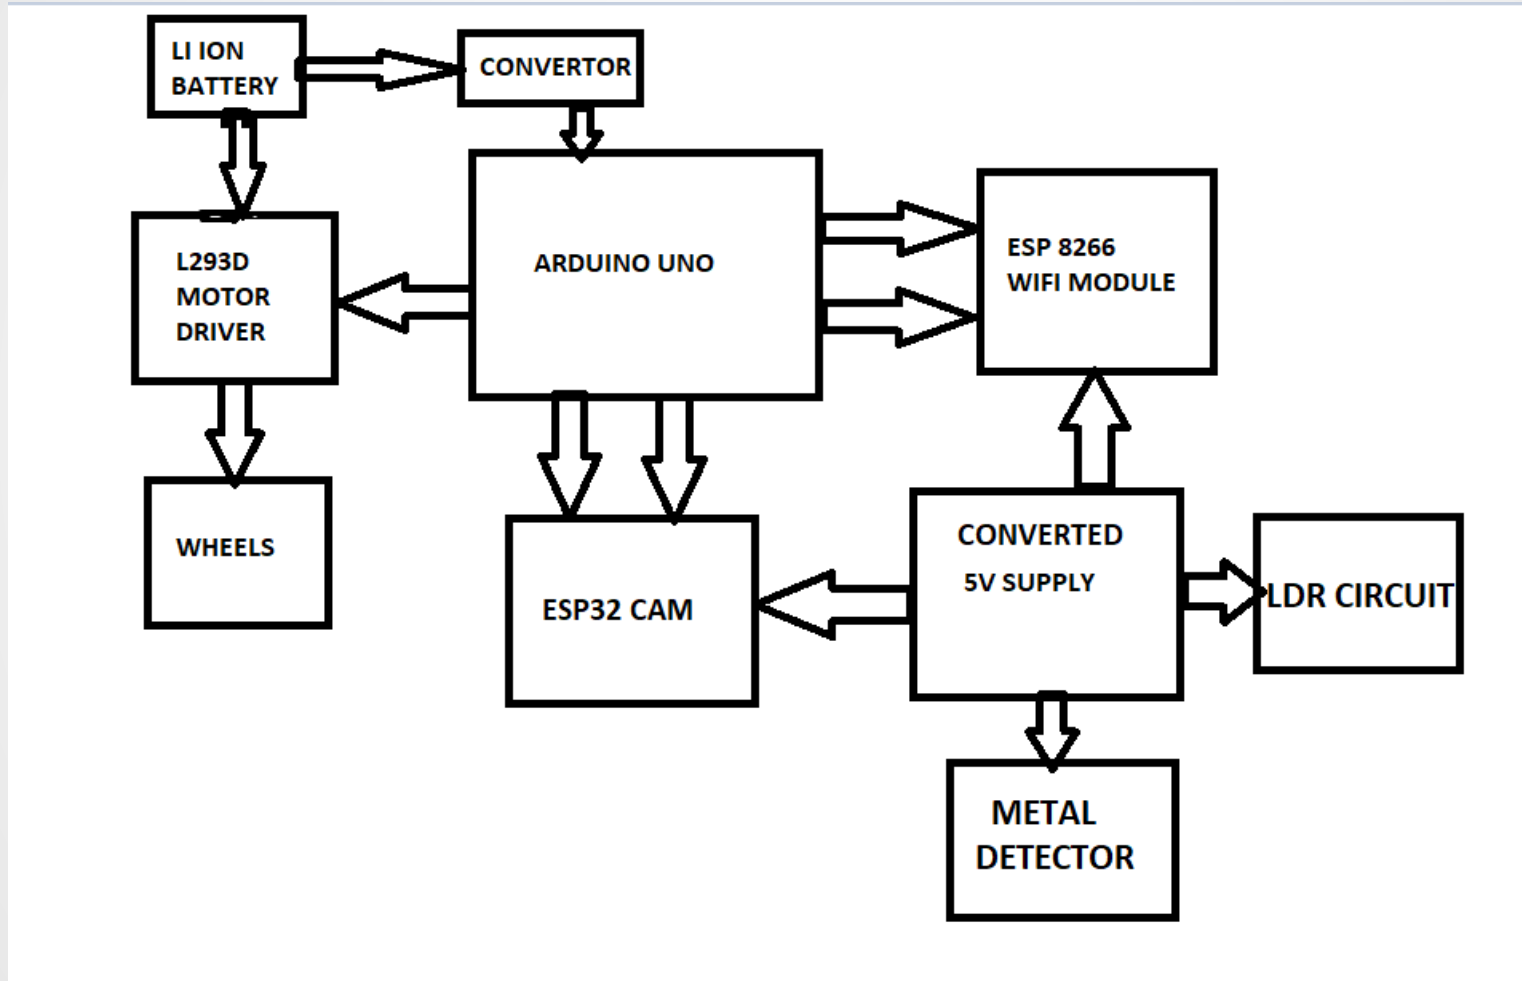 LI ION
BATTERY
CONVERTOR
ARDUINO UNO
L293D
MOTOR
DRIVER
ESP 8266
WIFI MODULE
WHEELS
ESP32 CAM
CONVERTED
5V SUPPLY
LDR CIRCUIT
METAL
DETECTOR